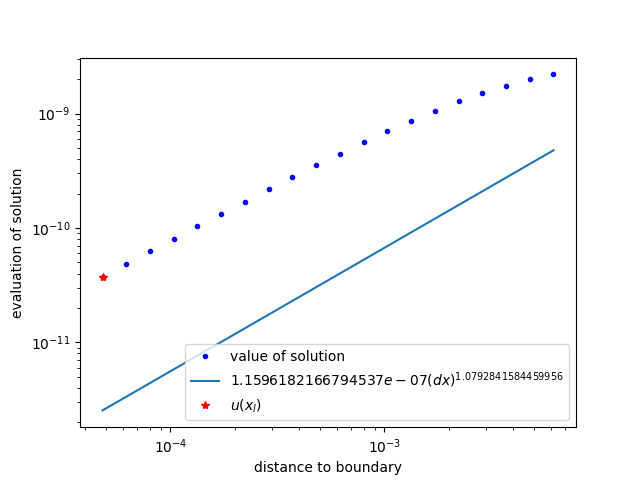 10⁻⁹
10⁻¹⁰
10⁻¹¹
evaluation of solution
value of solution
1.1596182166794537e − 07(dx)^1.0792841584459956
u(x_l)
10⁻⁴
10⁻³
distance to boundary